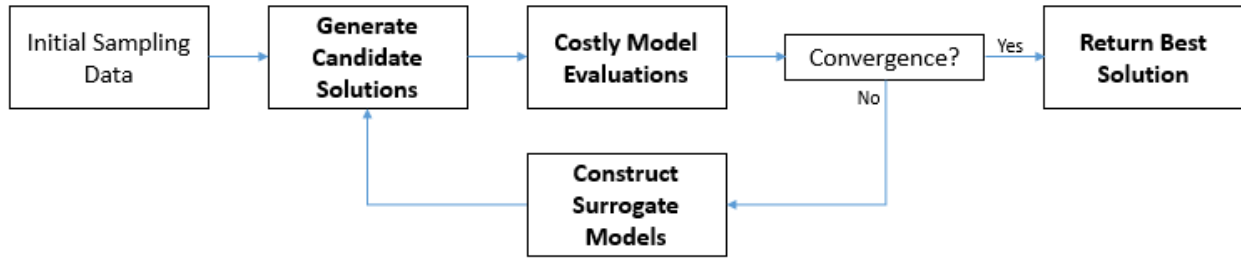 Initial Sampling
Data
Generate
Candidate
Solutions
Costly Model
Evaluations
Convergence?
Yes
No
Return Best
Solution
Construct
Surrogate
Models